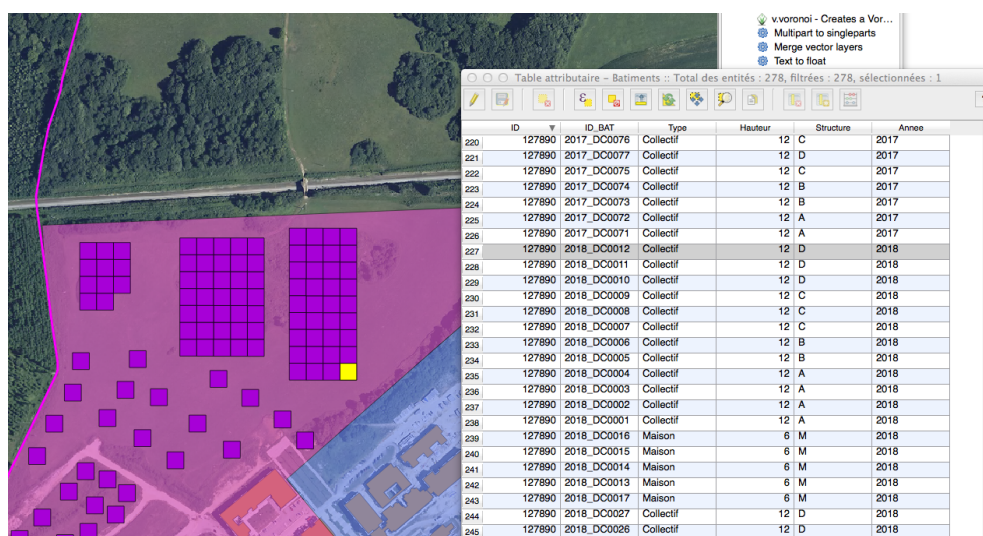 v.voronoi - Creates a Vor...
Multipart to singleparts
Merge vector layers
Text to float
Table attributaire - Batiments :: Total des entités : 278, filtrées : 278, sélectionnées : 1
ID ▼ ID_BAT Type Hauteur Structure Annee
220 127890 2017_DC0076 Collectif 12 C 2017
221 127890 2017_DC0077 Collectif 12 D 2017
222 127890 2017_DC0075 Collectif 12 C 2017
223 127890 2017_DC0074 Collectif 12 B 2017
224 127890 2017_DC0073 Collectif 12 B 2017
225 127890 2017_DC0072 Collectif 12 A 2017
226 127890 2017_DC0071 Collectif 12 A 2017
227 127890 2018_DC0012 Collectif 12 D 2018
228 127890 2018_DC0011 Collectif 12 D 2018
229 127890 2018_DC0010 Collectif 12 D 2018
230 127890 2018_DC0009 Collectif 12 C 2018
231 127890 2018_DC0008 Collectif 12 C 2018
232 127890 2018_DC0007 Collectif 12 C 2018
233 127890 2018_DC0006 Collectif 12 B 2018
234 127890 2018_DC0005 Collectif 12 B 2018
235 127890 2018_DC0004 Collectif 12 A 2018
236 127890 2018_DC0003 Collectif 12 A 2018
237 127890 2018_DC0002 Collectif 12 A 2018
238 127890 2018_DC0001 Collectif 12 A 2018
239 127890 2018_DC0016 Maison 6 M 2018
240 127890 2018_DC0015 Maison 6 M 2018
241 127890 2018_DC0014 Maison 6 M 2018
242 127890 2018_DC0013 Maison 6 M 2018
243 127890 2018_DC0017 Maison 6 M 2018
244 127890 2018_DC0027 Collectif 12 D 2018
245 127890 2018_DC0026 Collectif 12 D 2018